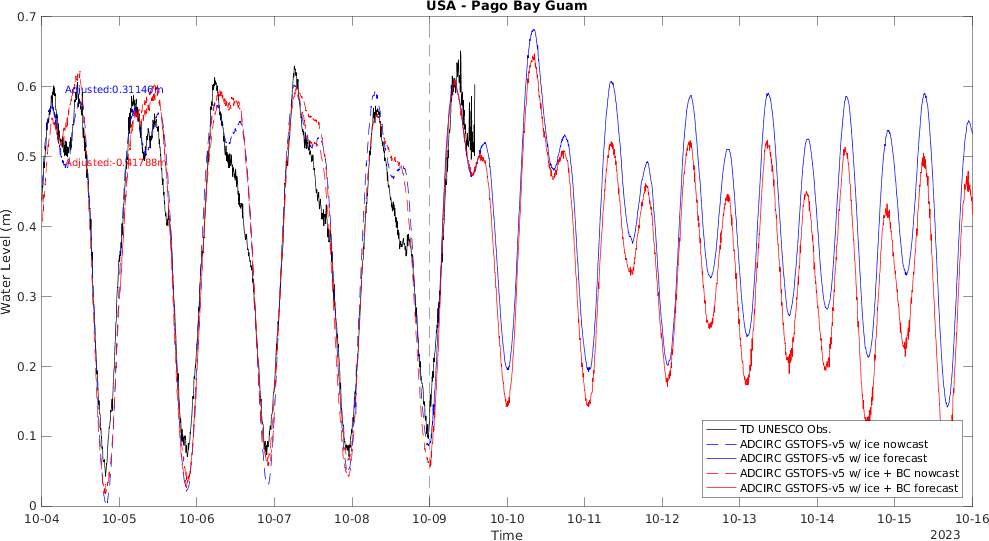 USA - Pago Bay Guam
0.7
0.6
0.5
0.4
0.3
0.2
0.1
0
Water Level (m)
Adjusted:0.31146m
Adjusted:-0.41788m
TD UNESCO Obs.
ADCIRC GSTOFS-v5 w/ ice nowcast
ADCIRC GSTOFS-v5 w/ ice forecast
ADCIRC GSTOFS-v5 w/ ice + BC nowcast
ADCIRC GSTOFS-v5 w/ ice + BC forecast
10-04 10-05 10-06 10-07 10-08 10-09 10-10 10-11 10-12 10-13 10-14 10-15 10-16
Time
2023